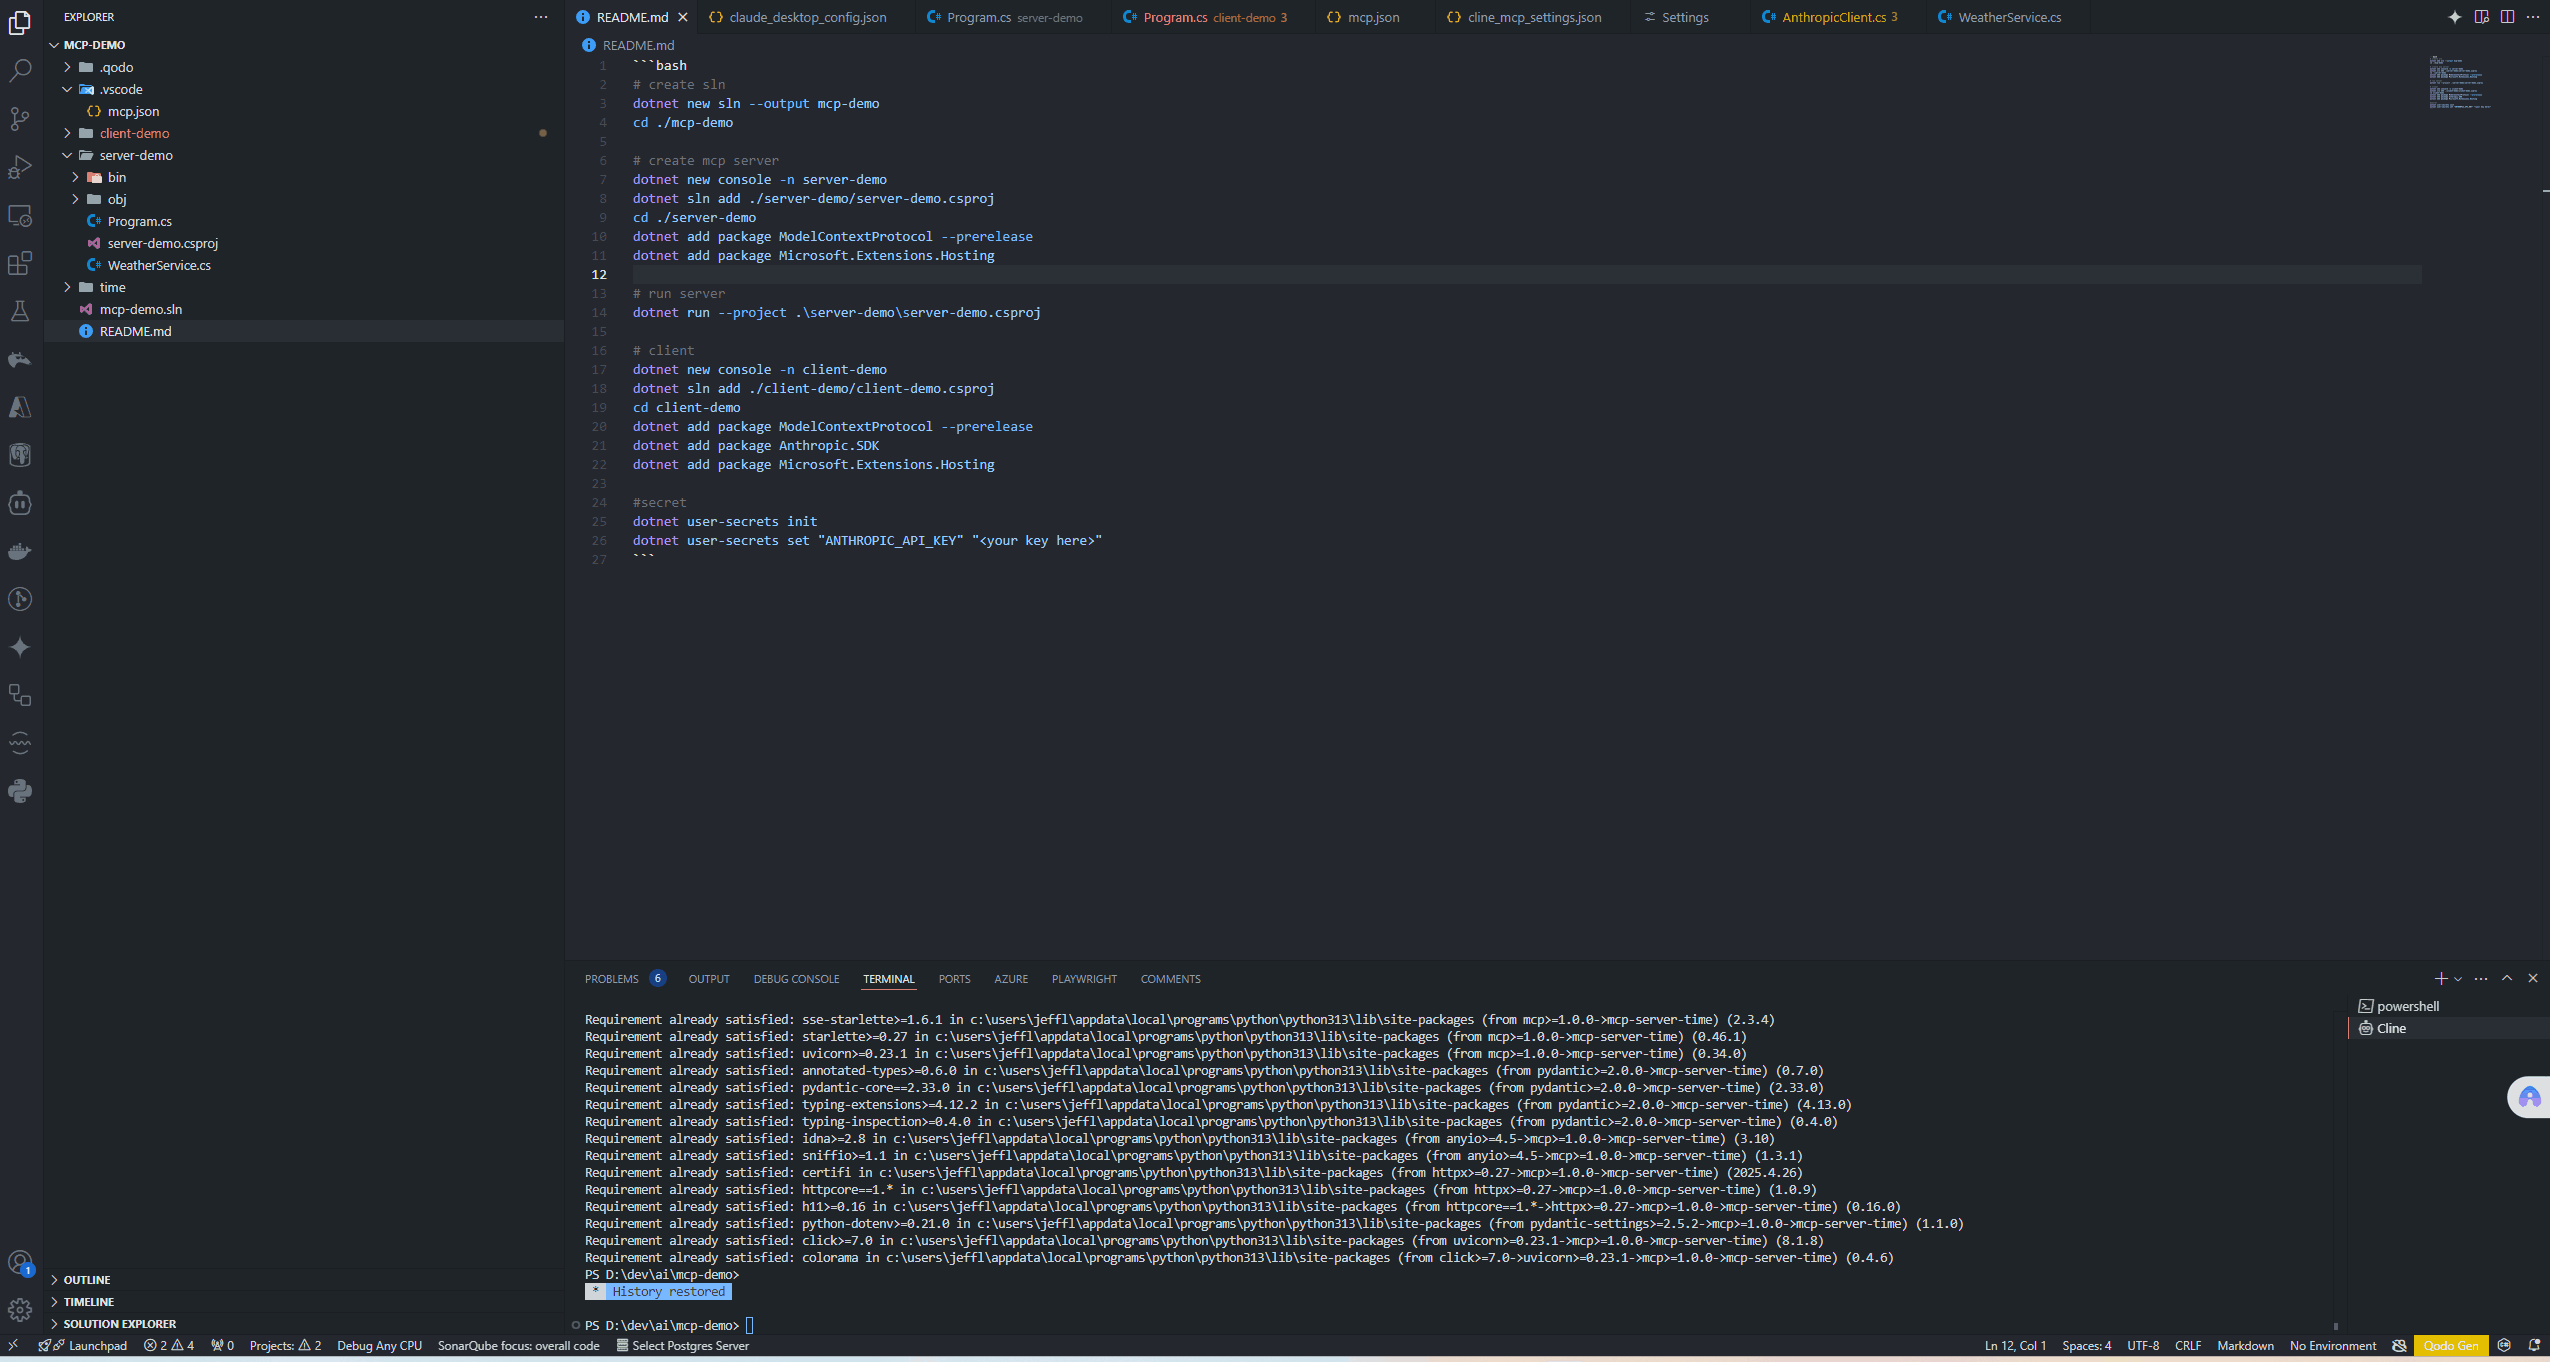 EXPLORER
MCP-DEMO
.qodo
.vscode
mcp.json
client-demo
server-demo
bin
obj
Program.cs
server-demo.csproj
WeatherService.cs
time
mcp-demo.sln
README.md
OUTLINE
TIMELINE
SOLUTION EXPLORER
README.md
claude_desktop_config.json
Program.cs server-demo
Program.cs client-demo 3
mcp.json
cline_mcp_settings.json
Settings
AnthropicClient.cs 3
WeatherService.cs
README.md
1 ```bash
2 # create sln
3 dotnet new sln --output mcp-demo
4 cd ./mcp-demo
5
6 # create mcp server
7 dotnet new console -n server-demo
8 dotnet sln add ./server-demo/server-demo.csproj
9 cd ./server-demo
10 dotnet add package ModelContextProtocol --prerelease
11 dotnet add package Microsoft.Extensions.Hosting
12
13 # run server
14 dotnet run --project .\server-demo\server-demo.csproj
15
16 # client
17 dotnet new console -n client-demo
18 dotnet sln add ./client-demo/client-demo.csproj
19 cd client-demo
20 dotnet add package ModelContextProtocol --prerelease
21 dotnet add package Anthropic.SDK
22 dotnet add package Microsoft.Extensions.Hosting
23
24 #secret
25 dotnet user-secrets init
26 dotnet user-secrets set "ANTHROPIC_API_KEY" "<your key here>"
27 ```
PROBLEMS 6 OUTPUT DEBUG CONSOLE TERMINAL PORTS AZURE PLAYWRIGHT COMMENTS
Requirement already satisfied: sse-starlette>=1.6.1 in c:\users\jeffl\appdata\local\programs\python\python313\lib\site-packages (from mcp>=1.0.0->mcp-server-time) (2.3.4)
Requirement already satisfied: starlette>=0.27 in c:\users\jeffl\appdata\local\programs\python\python313\lib\site-packages (from mcp>=1.0.0->mcp-server-time) (0.46.1)
Requirement already satisfied: uvicorn>=0.23.1 in c:\users\jeffl\appdata\local\programs\python\python313\lib\site-packages (from mcp>=1.0.0->mcp-server-time) (0.34.0)
Requirement already satisfied: annotated-types>=0.6.0 in c:\users\jeffl\appdata\local\programs\python\python313\lib\site-packages (from pydantic>=2.0.0->mcp-server-time) (0.7.0)
Requirement already satisfied: pydantic-core==2.33.0 in c:\users\jeffl\appdata\local\programs\python\python313\lib\site-packages (from pydantic>=2.0.0->mcp-server-time) (2.33.0)
Requirement already satisfied: typing-extensions>=4.12.2 in c:\users\jeffl\appdata\local\programs\python\python313\lib\site-packages (from pydantic>=2.0.0->mcp-server-time) (4.13.0)
Requirement already satisfied: typing-inspection>=0.4.0 in c:\users\jeffl\appdata\local\programs\python\python313\lib\site-packages (from pydantic>=2.0.0->mcp-server-time) (0.4.0)
Requirement already satisfied: idna>=2.8 in c:\users\jeffl\appdata\local\programs\python\python313\lib\site-packages (from anyio>=4.5->mcp>=1.0.0->mcp-server-time) (3.10)
Requirement already satisfied: sniffio>=1.1 in c:\users\jeffl\appdata\local\programs\python\python313\lib\site-packages (from anyio>=4.5->mcp>=1.0.0->mcp-server-time) (1.3.1)
Requirement already satisfied: certifi in c:\users\jeffl\appdata\local\programs\python\python313\lib\site-packages (from httpx>=0.27->mcp>=1.0.0->mcp-server-time) (2025.4.26)
Requirement already satisfied: httpcore==1.* in c:\users\jeffl\appdata\local\programs\python\python313\lib\site-packages (from httpx>=0.27->mcp>=1.0.0->mcp-server-time) (1.0.9)
Requirement already satisfied: h11>=0.16 in c:\users\jeffl\appdata\local\programs\python\python313\lib\site-packages (from httpcore==1.*->httpx>=0.27->mcp>=1.0.0->mcp-server-time) (0.16.0)
Requirement already satisfied: python-dotenv>=0.21.0 in c:\users\jeffl\appdata\local\programs\python\python313\lib\site-packages (from pydantic-settings>=2.5.2->mcp>=1.0.0->mcp-server-time) (1.1.0)
Requirement already satisfied: click>=7.0 in c:\users\jeffl\appdata\local\programs\python\python313\lib\site-packages (from uvicorn>=0.23.1->mcp>=1.0.0->mcp-server-time) (8.1.8)
Requirement already satisfied: colorama in c:\users\jeffl\appdata\local\programs\python\python313\lib\site-packages (from click>=7.0->uvicorn>=0.23.1->mcp>=1.0.0->mcp-server-time) (0.4.6)
PS D:\dev\ai\mcp-demo>
* History restored
PS D:\dev\ai\mcp-demo>
powershell
Cline
1
Launchpad 2 4 0 Projects: 2 Debug Any CPU SonarQube focus: overall code Select Postgres Server
Ln 12, Col 1 Spaces: 4 UTF-8 CRLF Markdown No Environment Qodo Gen